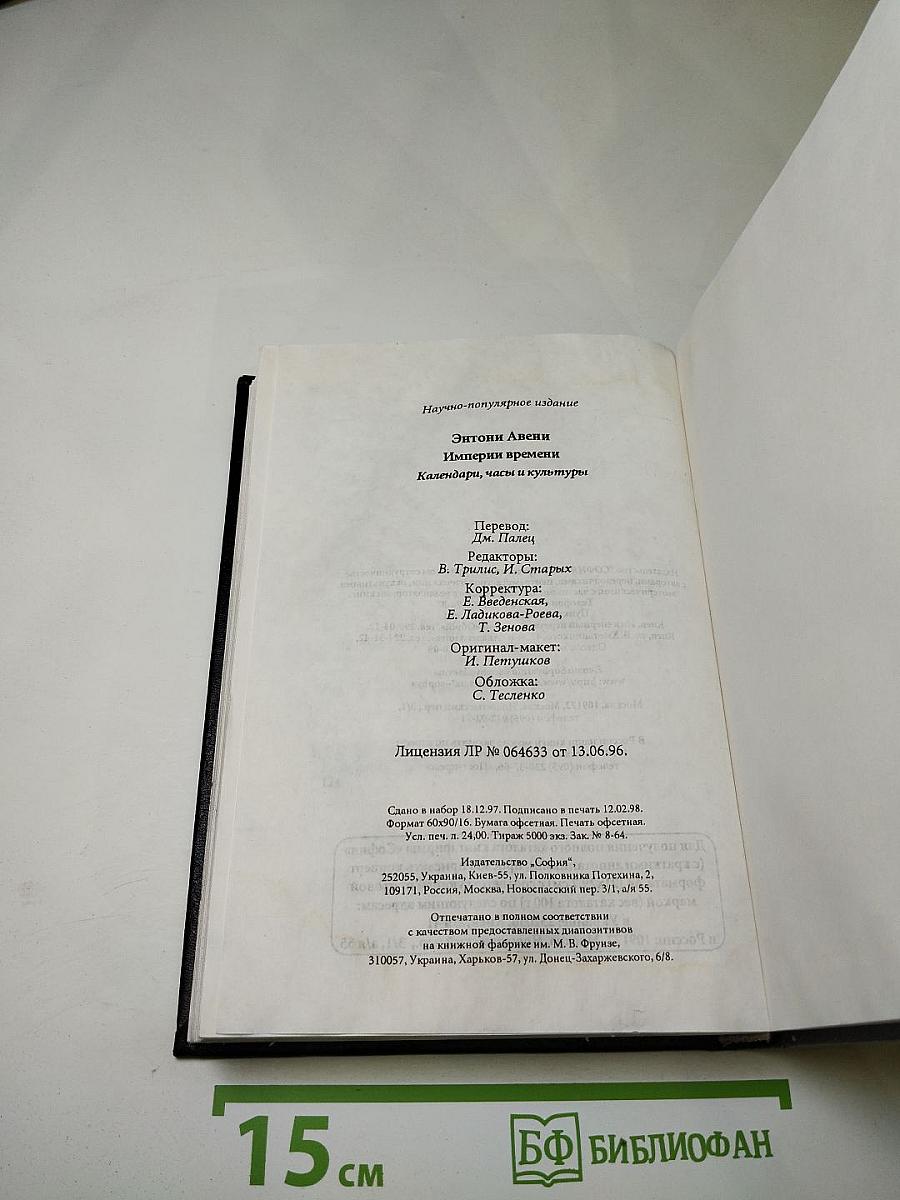 Научно-популярное издание
Энтони Авени
Империи времени
Календари, часы и культуры
Перевод:
Дм. Палец
Редакторы:
В. Трилис, И. Старых
Корректура:
Е. Введенская,
Е. Ладикова-Роева,
Т. Зенова
Оригинал-макет:
И. Петушков
Обложка:
С. Тесленко
Лицензия ЛР № 064633 от 13.06.96.
Сдано в набор 18.12.97. Подписано в печать 12.02.98.
Формат 60х90/16. Бумага офсетная. Печать офсетная.
Усл. печ. л. 24,00. Тираж 5000 экз. Зак. № 8-64.
Издательство „София“,
252055, Украина, Киев-55, ул. Полковника Потехина, 2,
109171, Россия, Москва, Новоспасский пер. 3/1, а/я 55.
Отпечатано в полном соответствии
с качеством предоставленных диапозитивов
на книжной фабрике им. М. В. Фрунзе,
310057, Украина, Харьков-57, ул. Донец-Захаржевского, 6/8.
15 см
БФ БИБЛИОФАН